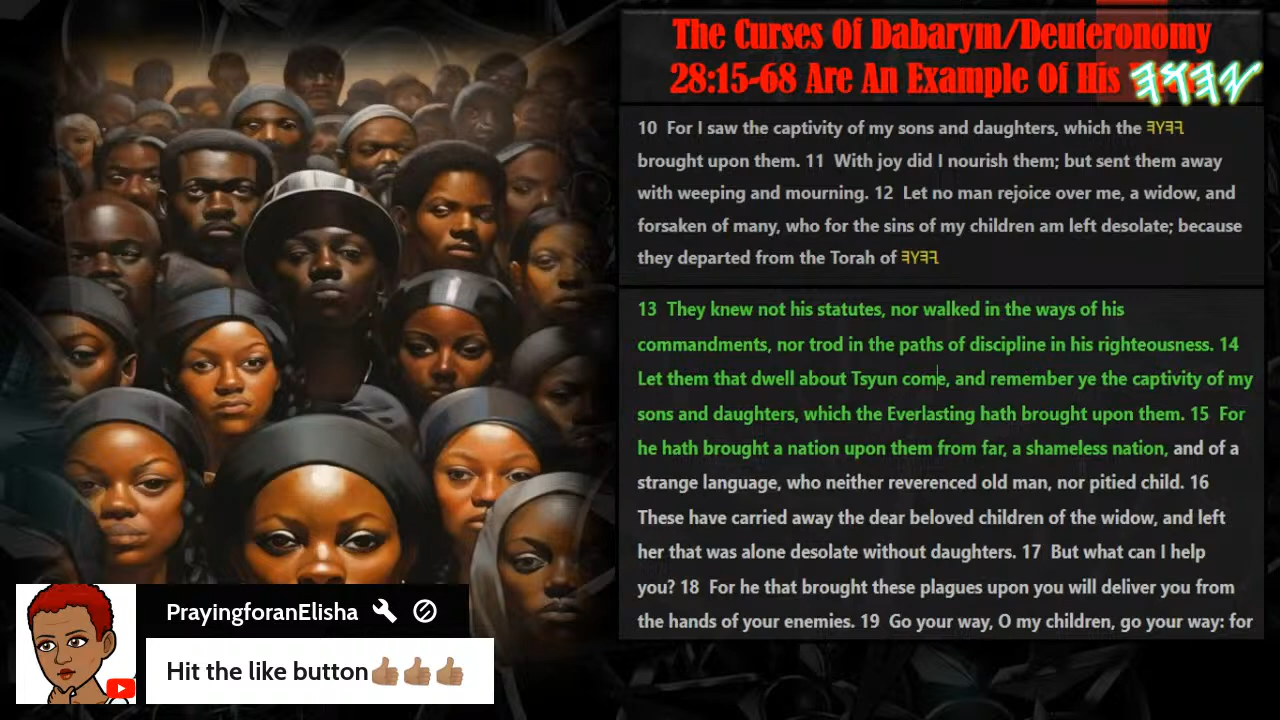 The Curses Of Dabarym/Deuteronomy
28:15-68 Are An Example Of His 𐤉𐤄𐤅𐤄
10 For I saw the captivity of my sons and daughters, which the 𐤉𐤄𐤅𐤄
brought upon them. 11 With joy did I nourish them; but sent them away
with weeping and mourning. 12 Let no man rejoice over me, a widow, and
forsaken of many, who for the sins of my children am left desolate; because
they departed from the Torah of 𐤉𐤄𐤅𐤄
13 They knew not his statutes, nor walked in the ways of his
commandments, nor trod in the paths of discipline in his righteousness. 14
Let them that dwell about Tsyun come, and remember ye the captivity of my
sons and daughters, which the Everlasting hath brought upon them. 15 For
he hath brought a nation upon them from far, a shameless nation, and of a
strange language, who neither reverenced old man, nor pitied child. 16
These have carried away the dear beloved children of the widow, and left
her that was alone desolate without daughters. 17 But what can I help
you? 18 For he that brought these plagues upon you will deliver you from
the hands of your enemies. 19 Go your way, O my children, go your way: for
PrayingforanElisha
Hit the like button👍🏽👍🏽👍🏽